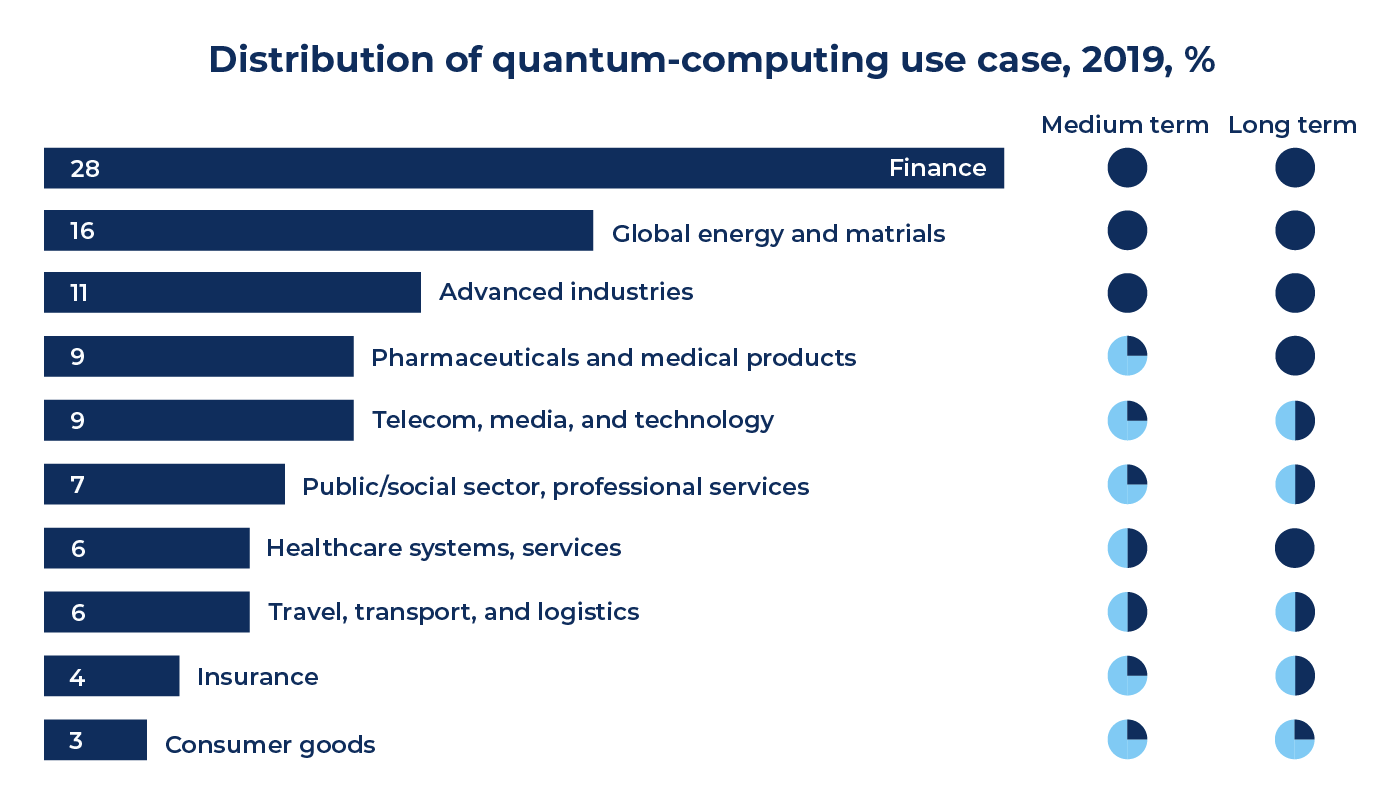 Distribution of quantum-computing use case, 2019, %
Medium term Long term
28 Finance
16 Global energy and matrials
11 Advanced industries
9 Pharmaceuticals and medical products
9 Telecom, media, and technology
7 Public/social sector, professional services
6 Healthcare systems, services
6 Travel, transport, and logistics
4 Insurance
3 Consumer goods